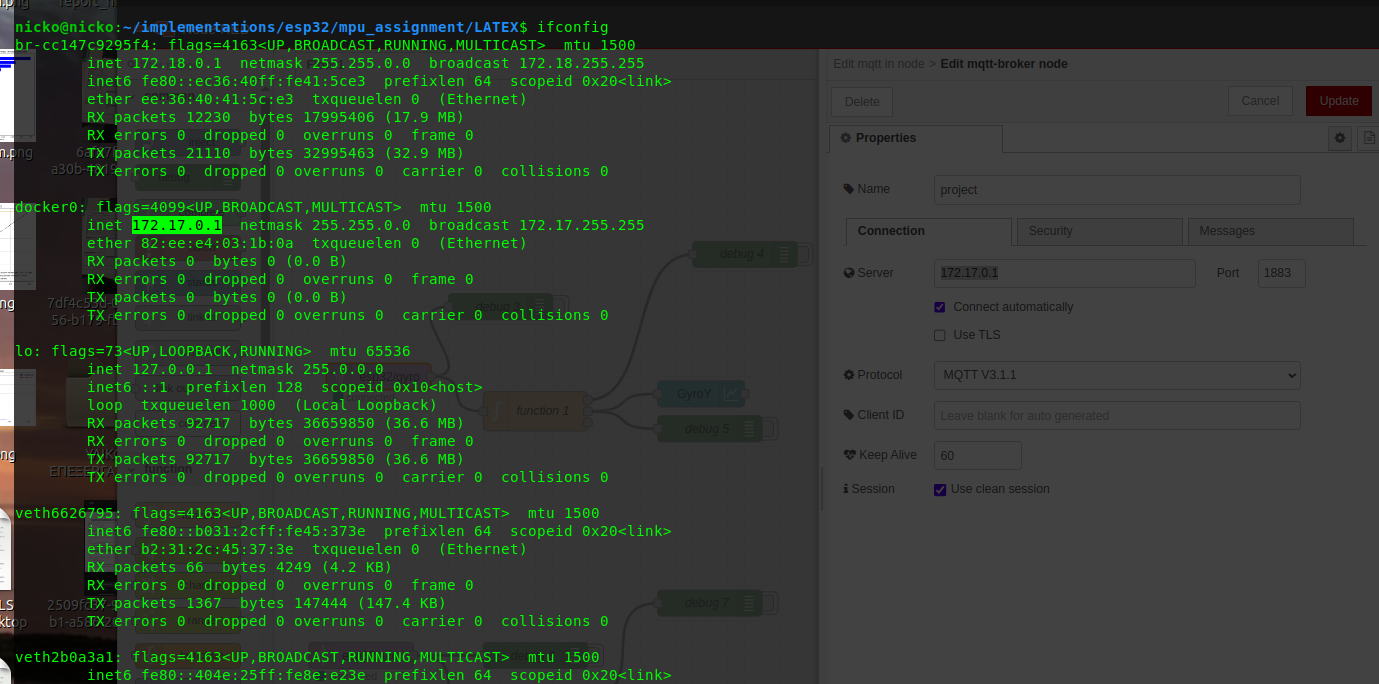 nicko@nicko:~/implementations/esp32/mpu_assignment/LATEX$ ifconfig
br-cc147c9295f4: flags=4163<UP,BROADCAST,RUNNING,MULTICAST>  mtu 1500
inet 172.18.0.1  netmask 255.255.0.0  broadcast 172.18.255.255
inet6 fe80::ec36:40ff:fe41:5ce3  prefixlen 64  scopeid 0x20<link>
ether ee:36:40:41:5c:e3  txqueuelen 0  (Ethernet)
RX packets 12230  bytes 17995406 (17.9 MB)
RX errors 0  dropped 0  overruns 0  frame 0
TX packets 21110  bytes 32995463 (32.9 MB)
TX errors 0  dropped 0 overruns 0  carrier 0  collisions 0
docker0: flags=4099<UP,BROADCAST,MULTICAST>  mtu 1500
inet 172.17.0.1  netmask 255.255.0.0  broadcast 172.17.255.255
ether 82:ee:e4:03:1b:0a  txqueuelen 0  (Ethernet)
RX packets 0  bytes 0 (0.0 B)
RX errors 0  dropped 0  overruns 0  frame 0
TX packets 0  bytes 0 (0.0 B)
TX errors 0  dropped 0 overruns 0  carrier 0  collisions 0
lo: flags=73<UP,LOOPBACK,RUNNING>  mtu 65536
inet 127.0.0.1  netmask 255.0.0.0
inet6 ::1  prefixlen 128  scopeid 0x10<host>
loop  txqueuelen 1000  (Local Loopback)
RX packets 92717  bytes 36659850 (36.6 MB)
RX errors 0  dropped 0  overruns 0  frame 0
TX packets 92717  bytes 36659850 (36.6 MB)
TX errors 0  dropped 0 overruns 0  carrier 0  collisions 0
veth6626795: flags=4163<UP,BROADCAST,RUNNING,MULTICAST>  mtu 1500
inet6 fe80::b031:2cff:fe45:373e  prefixlen 64  scopeid 0x20<link>
ether b2:31:2c:45:37:3e  txqueuelen 0  (Ethernet)
RX packets 66  bytes 4249 (4.2 KB)
RX errors 0  dropped 0  overruns 0  frame 0
TX packets 1367  bytes 147444 (147.4 KB)
TX errors 0  dropped 0 overruns 0  carrier 0  collisions 0
veth2b0a3a1: flags=4163<UP,BROADCAST,RUNNING,MULTICAST>  mtu 1500
inet6 fe80::404e:25ff:fe8e:e23e  prefixlen 64  scopeid 0x20<link>
debug 4
debug 3
function 1
GyroY
debug 5
function
debug 7
Edit mqtt in node > Edit mqtt-broker node
Delete
Cancel
Update
Properties
Name
project
Connection
Security
Messages
Server
172.17.0.1
Port
1883
Connect automatically
Use TLS
Protocol
MQTT V3.1.1
Client ID
Leave blank for auto generated
Keep Alive
60
Session
Use clean session